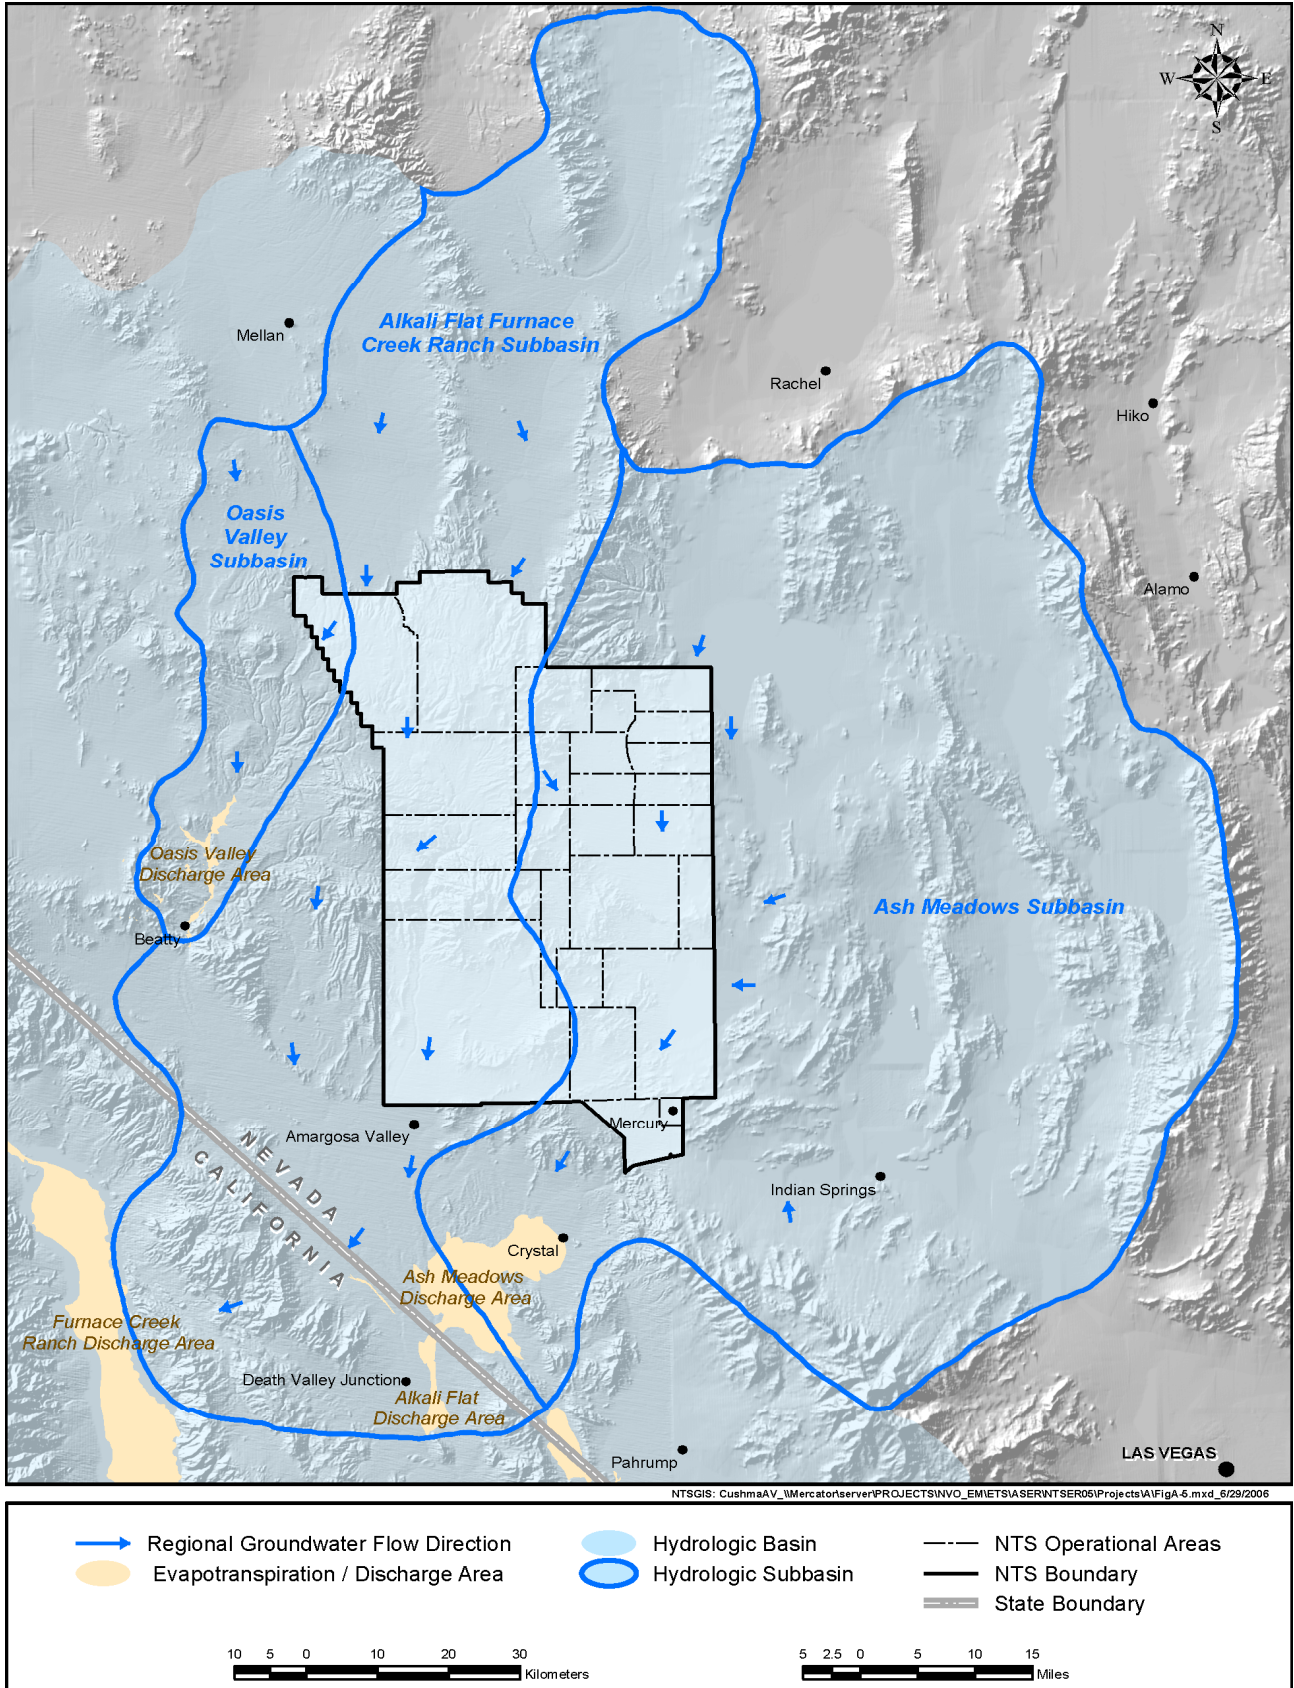 N
W E
S
Mellan
Alkali Flat Furnace
Creek Ranch Subbasin
Rachel
Hiko
Oasis
Valley
Subbasin
Alamo
Oasis Valley
Discharge Area
Ash Meadows Subbasin
Beatty
Mercury
Amargosa Valley
NEVADA
CALIFORNIA
Indian Springs
Crystal
Ash Meadows
Discharge Area
Furnace Creek
Ranch Discharge Area
Death Valley Junction
Alkali Flat
Discharge Area
Pahrump
LAS VEGAS
NTSGIS: CushmaAV_\\Mercator\server\PROJECTS\NVO_EM\ETS\ASER\NTSER05\Projects\A\FigA-5.mxd_6/29/2006
Regional Groundwater Flow Direction
Evapotranspiration / Discharge Area
Hydrologic Basin
Hydrologic Subbasin
NTS Operational Areas
NTS Boundary
State Boundary
10 5 0 10 20 30
Kilometers
5 2.5 0 5 10 15
Miles